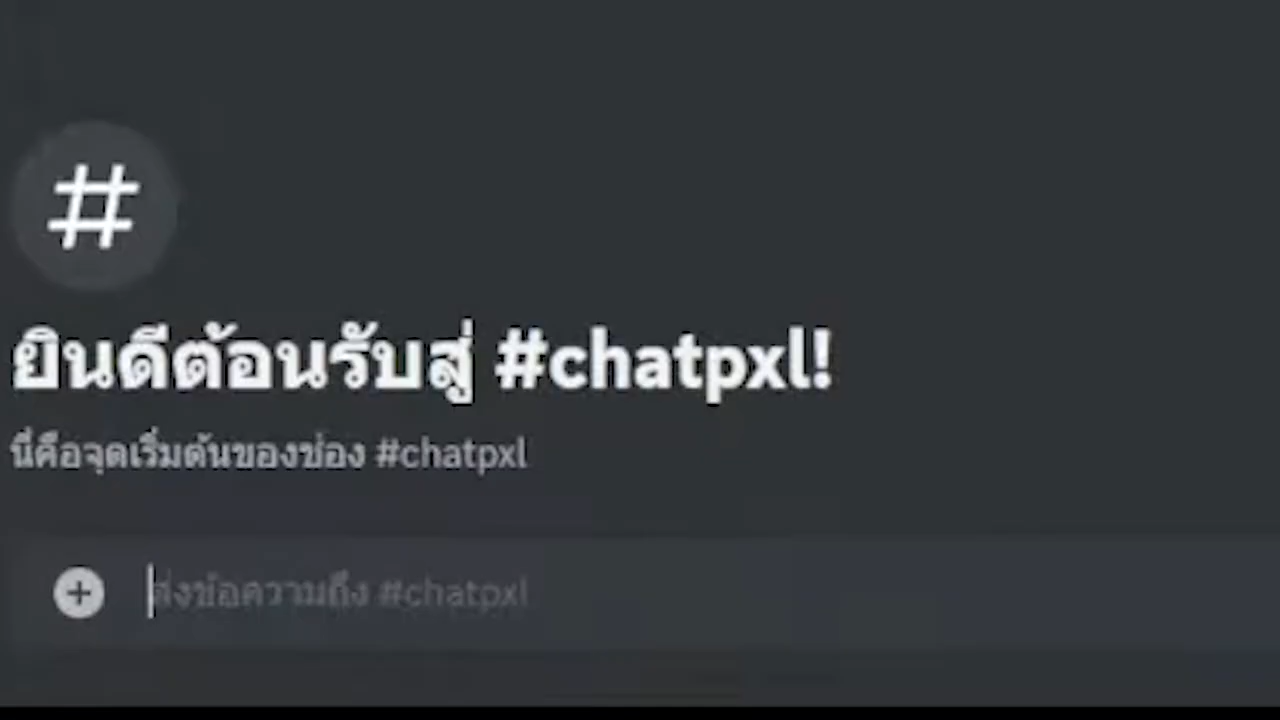 #
ยินดีต้อนรับสู่ #chatpxl!
นี่คือจุดเริ่มต้นของช่อง #chatpxl
ส่งข้อความถึง #chatpxl